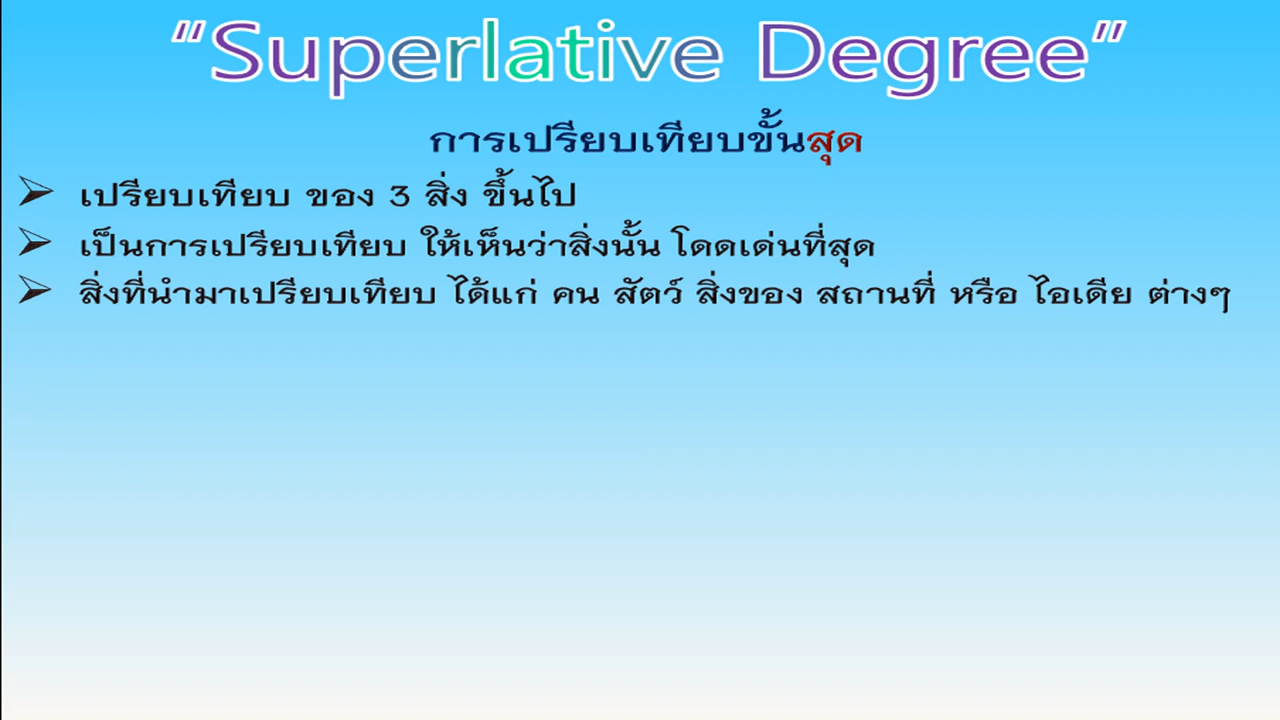 “Superlative Degree”
การเปรียบเทียบขั้นสุด
➢ เปรียบเทียบ ของ 3 สิ่ง ขึ้นไป
➢ เป็นการเปรียบเทียบ ให้เห็นว่าสิ่งนั้น โดดเด่นที่สุด
➢ สิ่งที่นำมาเปรียบเทียบ ได้แก่ คน สัตว์ สิ่งของ สถานที่ หรือ ไอเดีย ต่างๆ